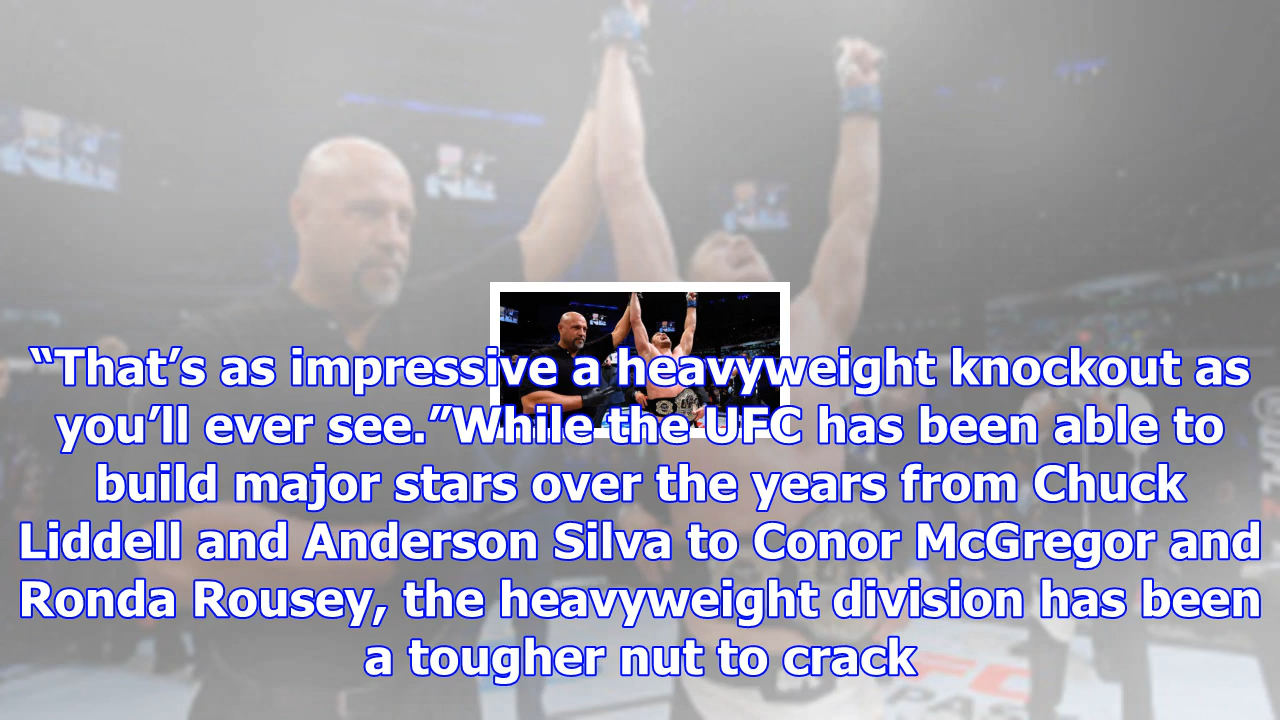 “That’s as impressive a heavyweight knockout as
you’ll ever see.”While the UFC has been able to
build major stars over the years from Chuck
Liddell and Anderson Silva to Conor McGregor and
Ronda Rousey, the heavyweight division has been
a tougher nut to crack